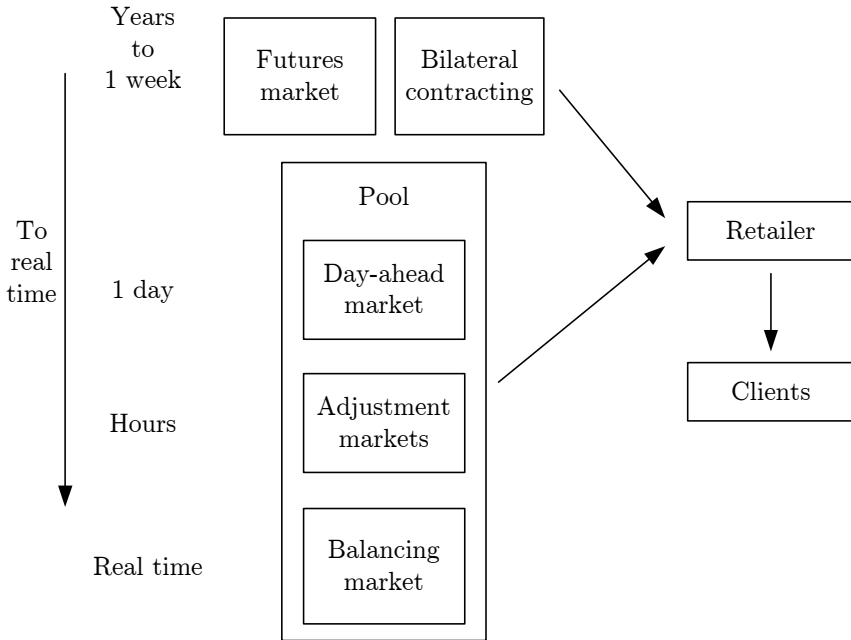 Years
to
1 week
Futures
market
Bilateral
contracting
Pool
To
real
time
Day-ahead
market
1 day
Retailer
Adjustment
markets
Hours
Clients
Balancing
market
Real time